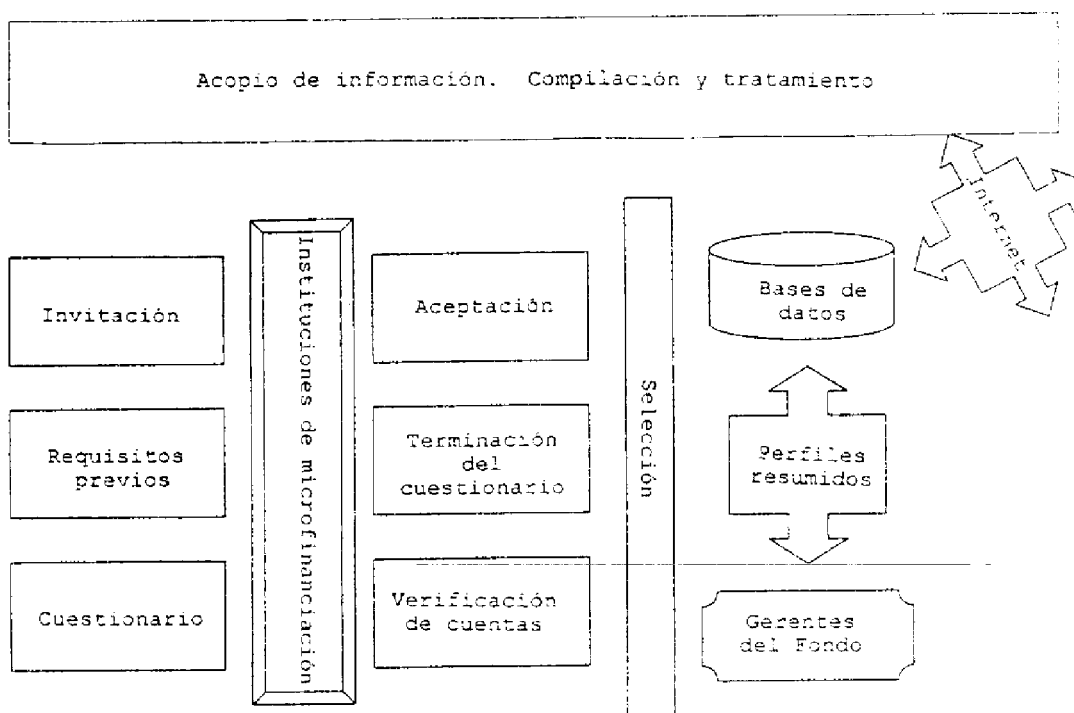 Acopio de información. Compilación y tratamiento
Internet
Invitación
Requisitos
previos
Cuestionario
Instituciones de microfinanciación
Aceptación
Terminación
del
cuestionario
Verificación
de cuentas
Selección
Bases de
datos
Perfiles
resumidos
Gerentes
del Fondo